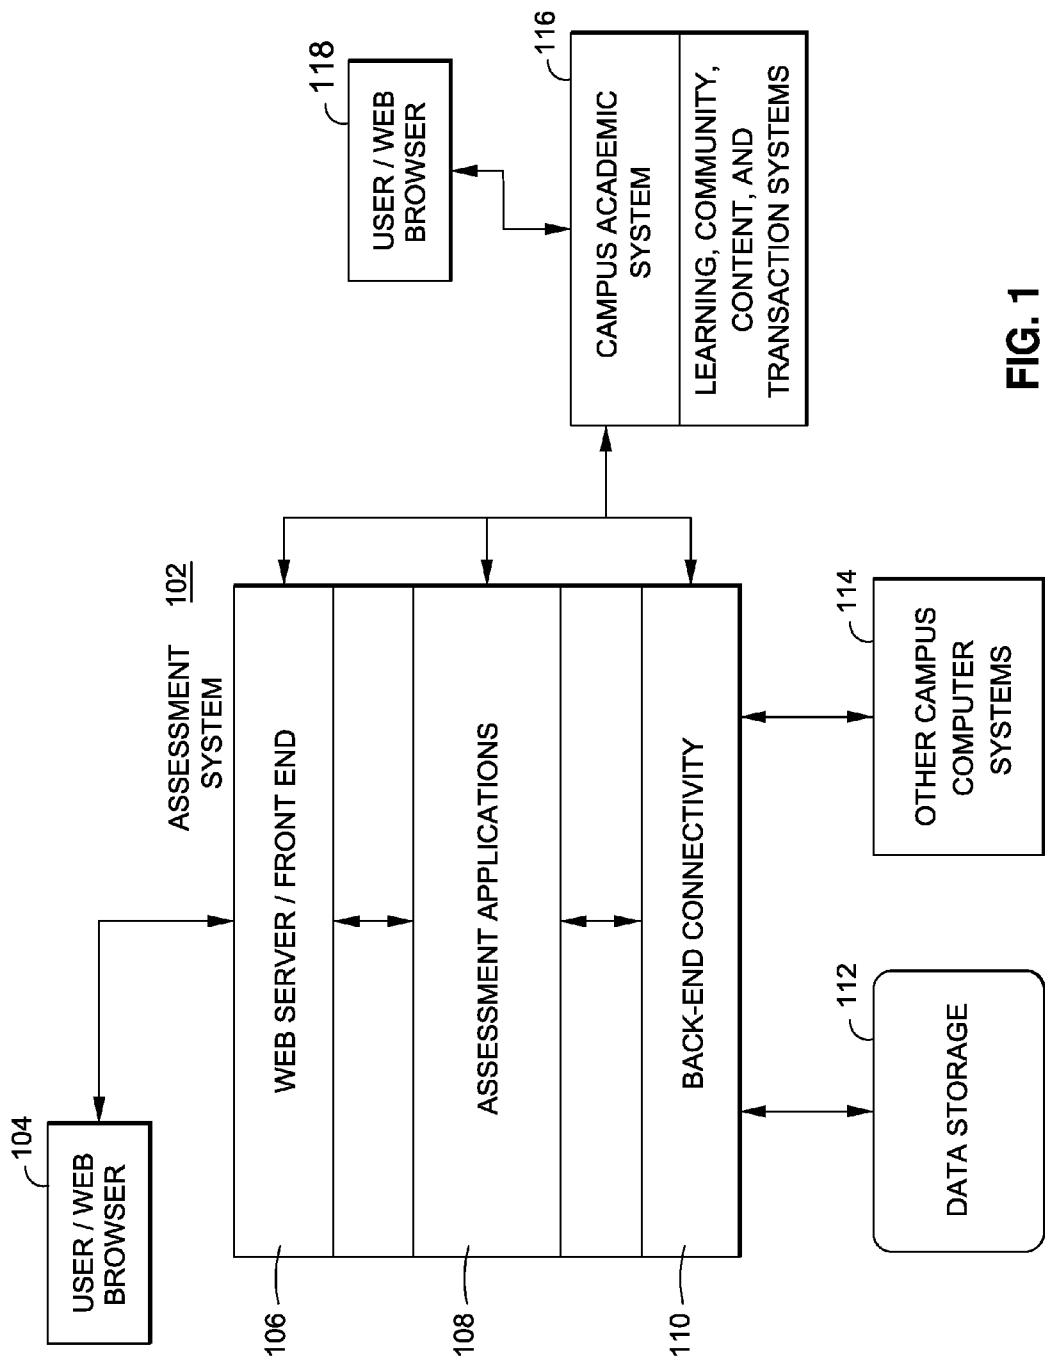 104
USER / WEB
BROWSER
ASSESSMENT
SYSTEM
102
118
USER / WEB
BROWSER
106
WEB SERVER / FRONT END
108
ASSESSMENT APPLICATIONS
110
BACK-END CONNECTIVITY
116
CAMPUS ACADEMIC
SYSTEM
LEARNING, COMMUNITY,
CONTENT, AND
TRANSACTION SYSTEMS
112
DATA STORAGE
114
OTHER CAMPUS
COMPUTER
SYSTEMS
FIG. 1